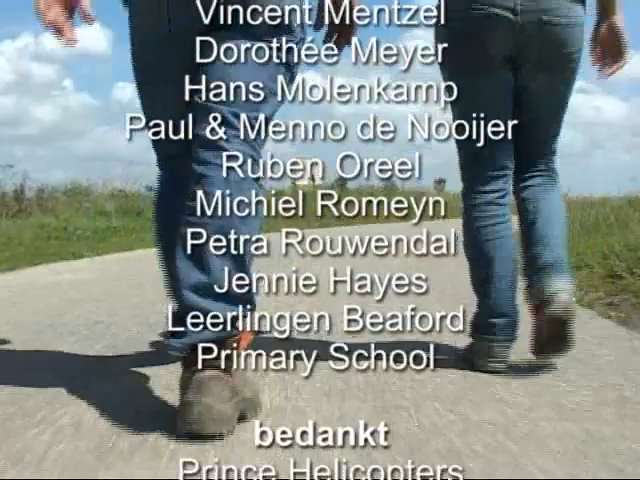 Vincent Mentzel
Dorothée Meyer
Hans Molenkamp
Paul & Menno de Nooijer
Ruben Oreel
Michiel Romeyn
Petra Rouwendal
Jennie Hayes
Leerlingen Beaford
Primary School
bedankt
Prince Helicopters